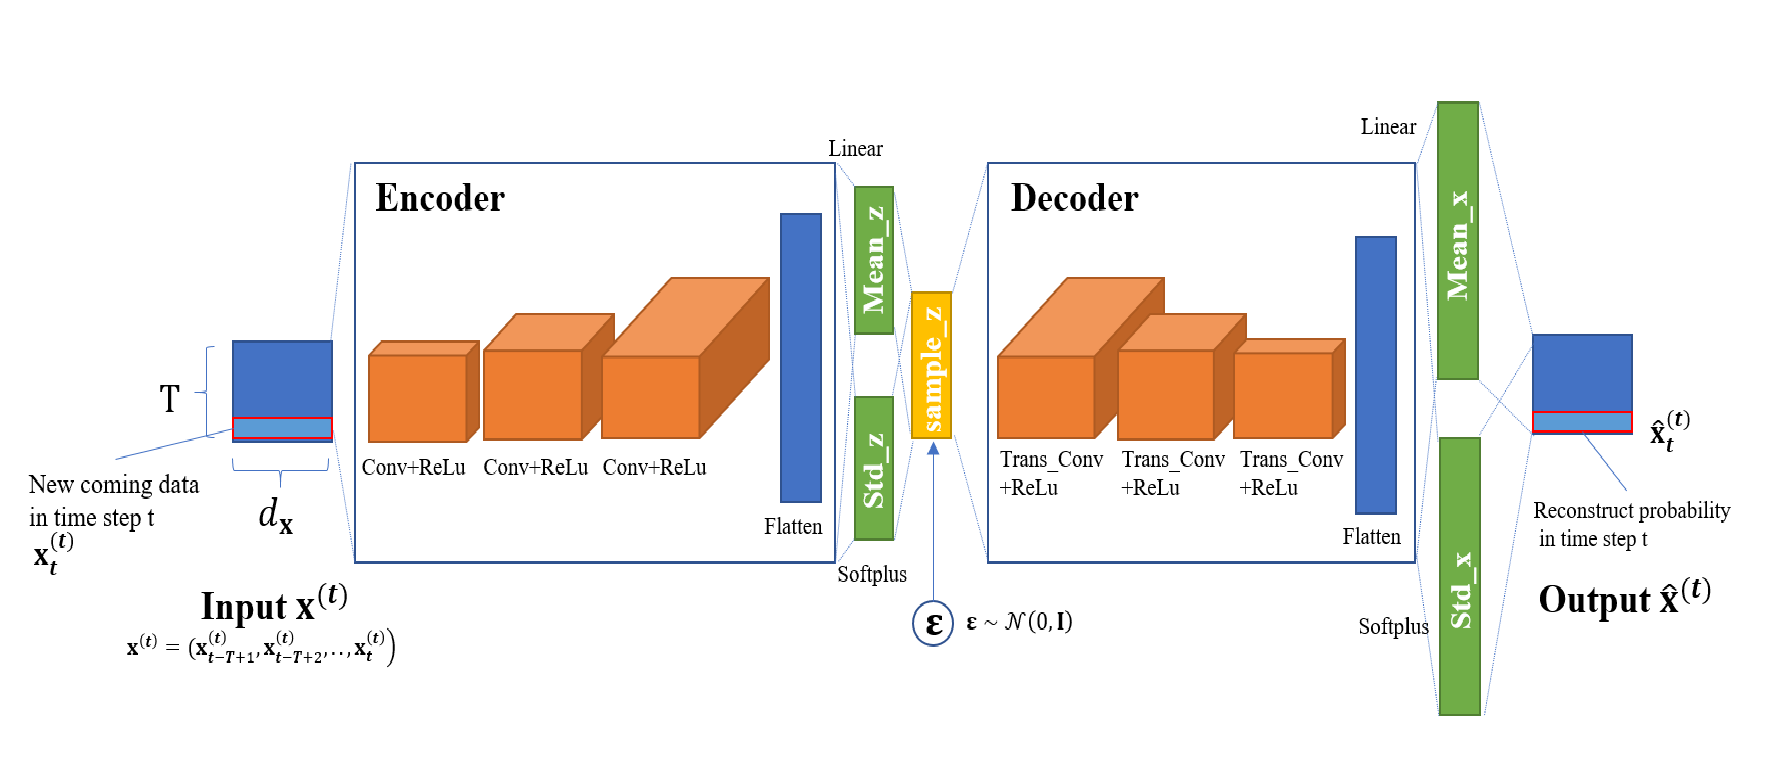 T
New coming data
in time step t
𝐱_t^(t)
d_𝐱
Input 𝐱^(t)
𝐱^(t) = (𝐱_{t−T+1}^(t), 𝐱_{t−T+2}^(t), . . , 𝐱_t^(t))
Encoder
Conv+ReLu
Conv+ReLu
Conv+ReLu
Flatten
Linear
Mean_z
Std_z
Softplus
sample_z
ε
ε ~ 𝒩(0, I)
Decoder
Trans_Conv
+ReLu
Trans_Conv
+ReLu
Trans_Conv
+ReLu
Flatten
Linear
Mean_x
Std_x
Softplus
𝐱̂_t^(t)
Reconstruct probability
in time step t
Output 𝐱̂^(t)